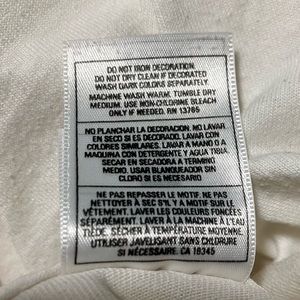 DO NOT IRON DECORATION.
DO NOT DRY CLEAN IF DECORATED
WASH DARK COLORS SEPARATELY.
MACHINE WASH WARM, TUMBLE DRY
MEDIUM. USE NON-CHLORINE BLEACH
ONLY IF NEEDED. RN 13765
NO PLANCHAR LA DECORACION. NO LAVAR
EN SECO SI ES DECORADO. LAVAR CON
COLORES SIMILARES. LAVAR A MANO O A
MAQUINA CON DETERGENTE Y AGUA TIBIA.
SECAR EN SECADORA A TERMINO
MEDIO. USAR BLANQUEADOR SIN
CLORO SI ES NECESARIO
NE PAS REPASSER LE MOTIF. NE PAS
NETTOYER À SEC S'IL Y A MOTIF SUR LE
VÊTEMENT. LAVER LES COULEURS FONCÉES
SÉPARÉMENT. LAVER À LA MACHINE À L'EAU
TIÈDE. SÉCHER À TEMPÉRATURE MOYENNE.
UTILISER JAVELISANT SANS CHLORURE
SI NÉCESSAIRE. CA 18345